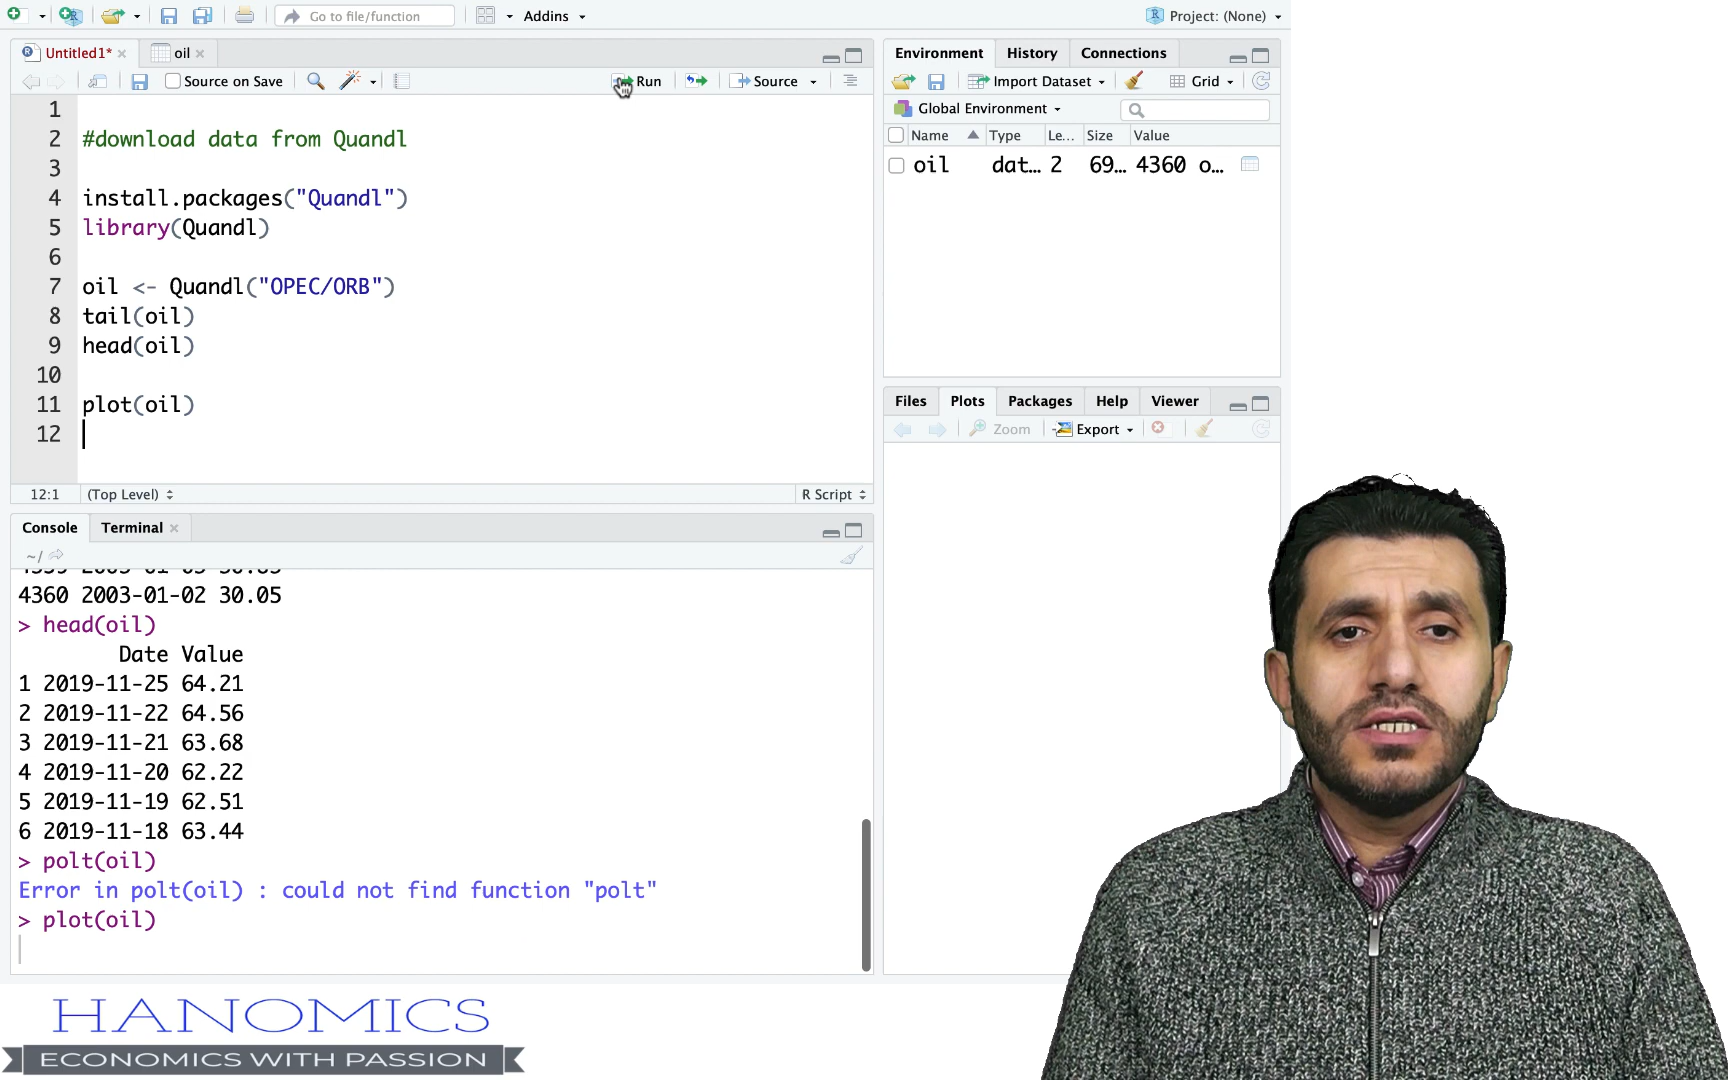 Go to file/function
Addins
Project: (None)
Untitled1*
oil
Source on Save
Run
Source
1
2 #download data from Quandl
3
4 install.packages("Quandl")
5 library(Quandl)
6
7 oil <- Quandl("OPEC/ORB")
8 tail(oil)
9 head(oil)
10
11 plot(oil)
12
12:1 (Top Level) R Script
Console Terminal
~/
4360 2003-01-02 30.05
> head(oil)
Date Value
1 2019-11-25 64.21
2 2019-11-22 64.56
3 2019-11-21 63.68
4 2019-11-20 62.22
5 2019-11-19 62.51
6 2019-11-18 63.44
> polt(oil)
Error in polt(oil) : could not find function "polt"
> plot(oil)
Environment History Connections
Import Dataset Grid
Global Environment
Name Type Le... Size Value
oil dat... 2 69... 4360 o...
Files Plots Packages Help Viewer
Zoom Export
HANOMICS
ECONOMICS WITH PASSION